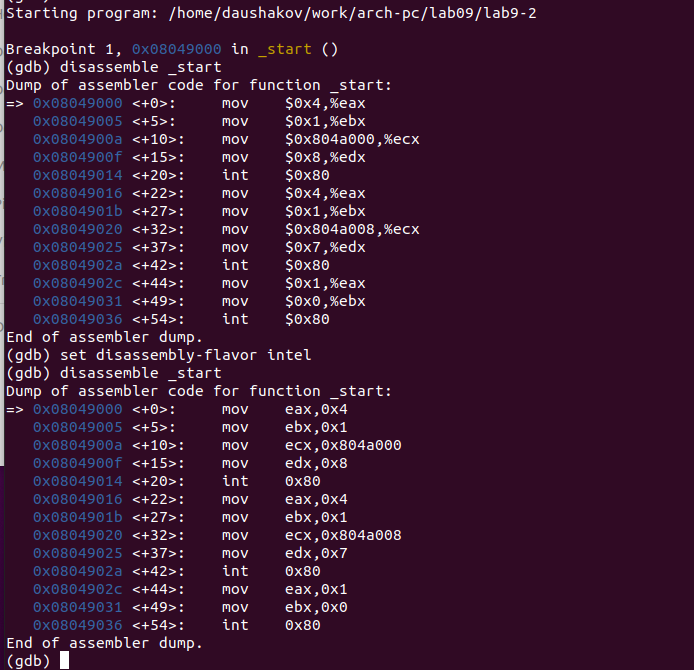 Starting program: /home/daushakov/work/arch-pc/lab09/lab9-2
Breakpoint 1, 0x08049000 in _start ()
(gdb) disassemble _start
Dump of assembler code for function _start:
=> 0x08049000 <+0>:     mov    $0x4,%eax
   0x08049005 <+5>:     mov    $0x1,%ebx
   0x0804900a <+10>:    mov    $0x804a000,%ecx
   0x0804900f <+15>:    mov    $0x8,%edx
   0x08049014 <+20>:    int    $0x80
   0x08049016 <+22>:    mov    $0x4,%eax
   0x0804901b <+27>:    mov    $0x1,%ebx
   0x08049020 <+32>:    mov    $0x804a008,%ecx
   0x08049025 <+37>:    mov    $0x7,%edx
   0x0804902a <+42>:    int    $0x80
   0x0804902c <+44>:    mov    $0x1,%eax
   0x08049031 <+49>:    mov    $0x0,%ebx
   0x08049036 <+54>:    int    $0x80
End of assembler dump.
(gdb) set disassembly-flavor intel
(gdb) disassemble _start
Dump of assembler code for function _start:
=> 0x08049000 <+0>:     mov    eax,0x4
   0x08049005 <+5>:     mov    ebx,0x1
   0x0804900a <+10>:    mov    ecx,0x804a000
   0x0804900f <+15>:    mov    edx,0x8
   0x08049014 <+20>:    int    0x80
   0x08049016 <+22>:    mov    eax,0x4
   0x0804901b <+27>:    mov    ebx,0x1
   0x08049020 <+32>:    mov    ecx,0x804a008
   0x08049025 <+37>:    mov    edx,0x7
   0x0804902a <+42>:    int    0x80
   0x0804902c <+44>:    mov    eax,0x1
   0x08049031 <+49>:    mov    ebx,0x0
   0x08049036 <+54>:    int    0x80
End of assembler dump.
(gdb)